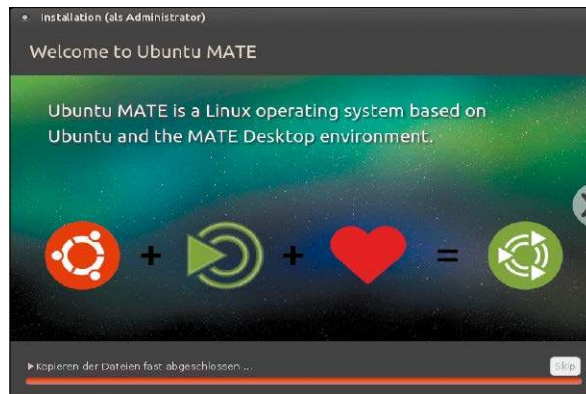 Installation (als Administrator)
Welcome to Ubuntu MATE
Ubuntu MATE is a Linux operating system based on
Ubuntu and the MATE Desktop environment.
+ + =
▶Kopieren der Dateien fast abgeschlossen ...
Skip